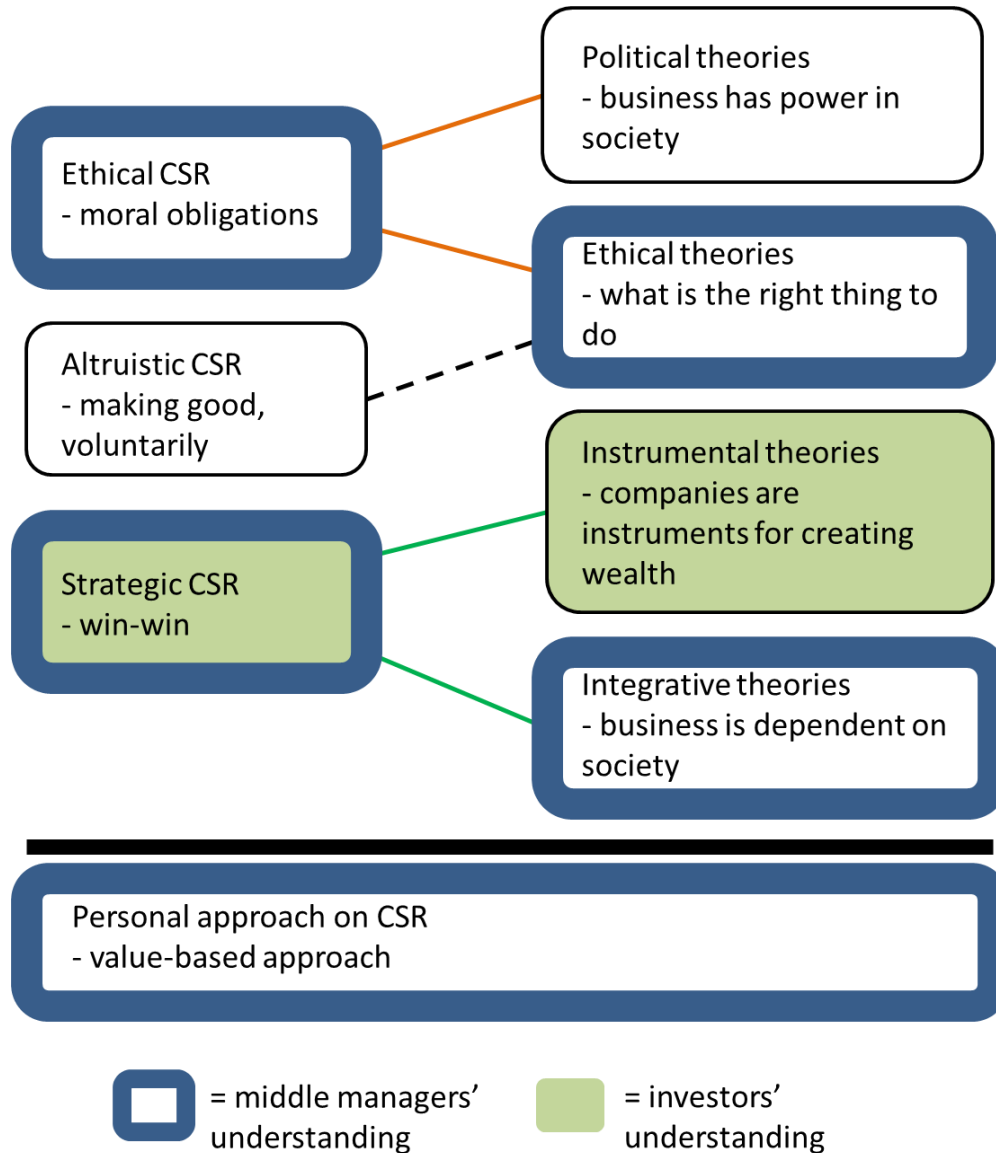 Political theories
- business has power in
society
Ethical CSR
- moral obligations
Ethical theories
- what is the right thing to
do
Altruistic CSR
- making good,
voluntarily
Instrumental theories
- companies are
instruments for creating
wealth
Strategic CSR
- win-win
Integrative theories
- business is dependent on
society
Personal approach on CSR
- value-based approach
= middle managers’
understanding
= investors’
understanding